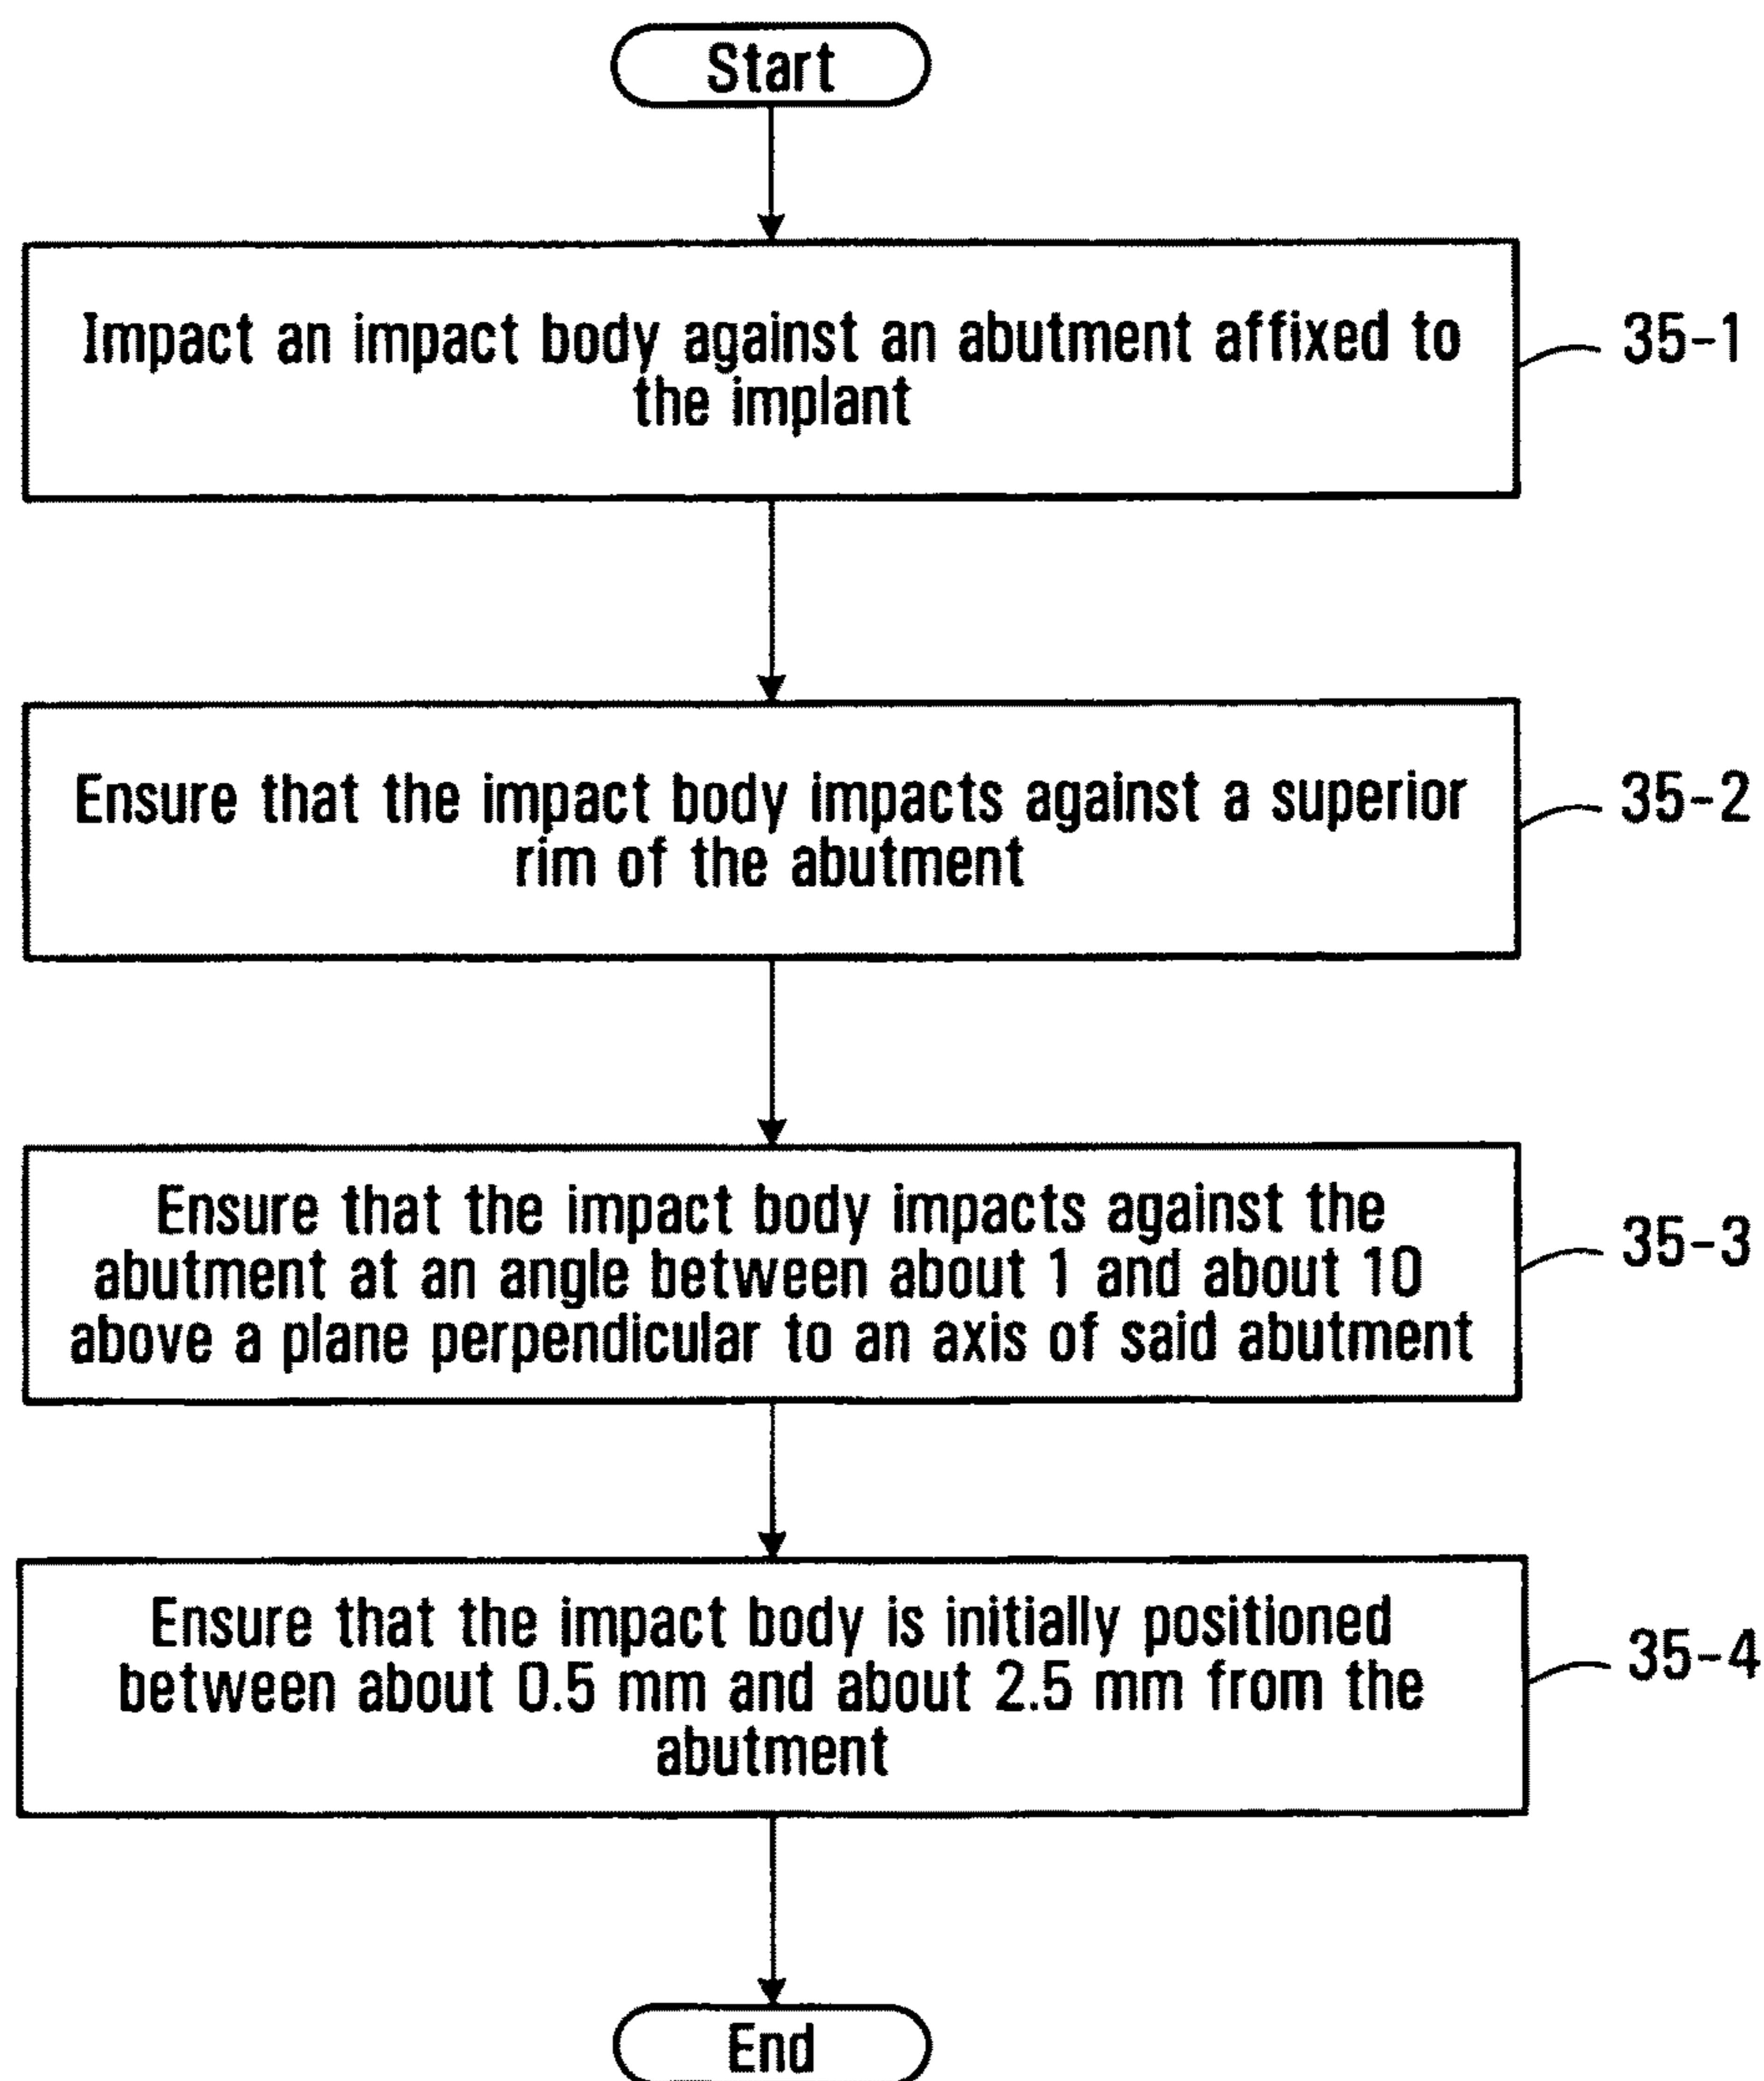 Start
Impact an impact body against an abutment affixed to
the implant
35-1
Ensure that the impact body impacts against a superior
rim of the abutment
35-2
Ensure that the impact body impacts against the
abutment at an angle between about 1 and about 10
above a plane perpendicular to an axis of said abutment
35-3
Ensure that the impact body is initially positioned
between about 0.5 mm and about 2.5 mm from the
abutment
35-4
End